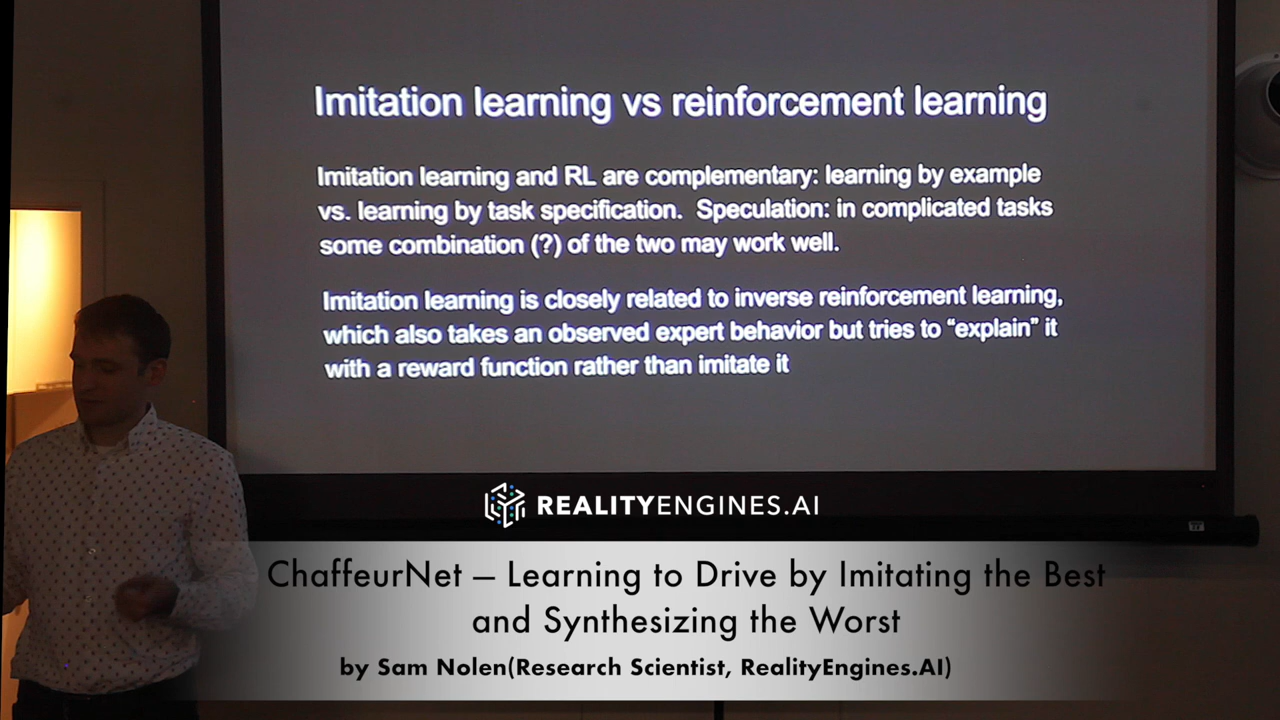 Imitation learning vs reinforcement learning
Imitation learning and RL are complementary: learning by example
vs. learning by task specification. Speculation: in complicated tasks
some combination (?) of the two may work well.
Imitation learning is closely related to inverse reinforcement learning,
which also takes an observed expert behavior but tries to “explain” it
with a reward function rather than imitate it
REALITYENGINES.AI
ChaffeurNet — Learning to Drive by Imitating the Best
and Synthesizing the Worst
by Sam Nolen(Research Scientist, RealityEngines.AI)